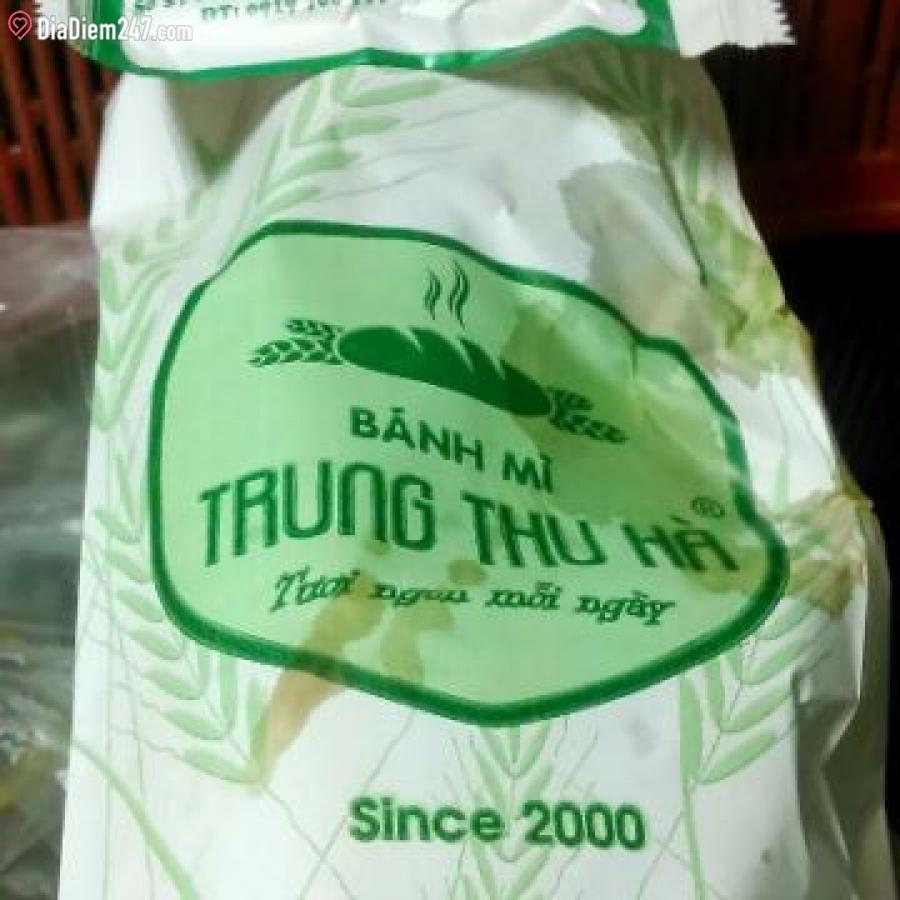 DiaDiem247.com
BÁNH MÌ
TRUNG THU HÀ ®
Tươi ngon mỗi ngày
Since 2000